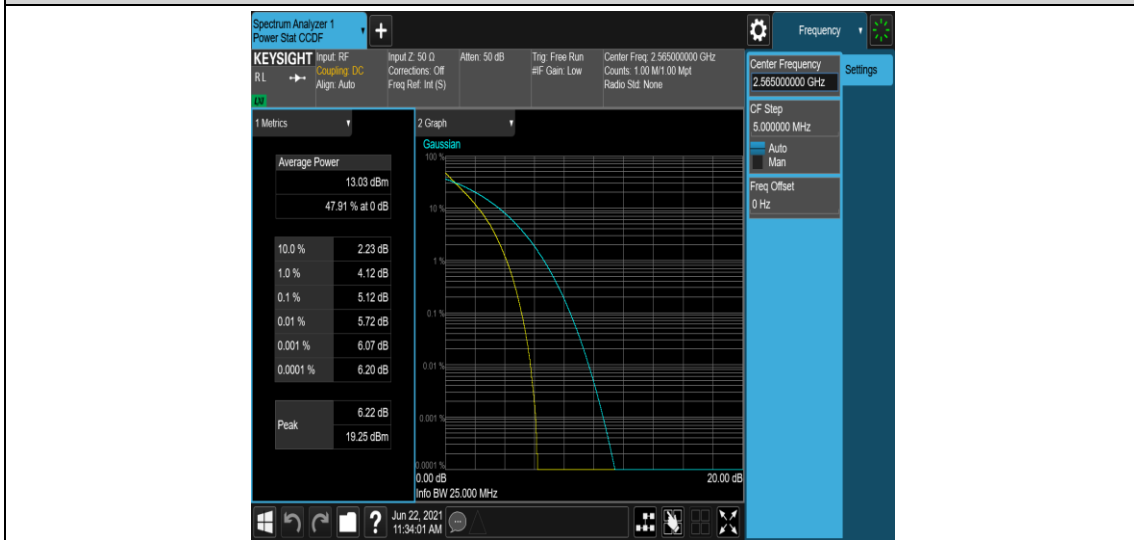 Spectrum Analyzer 1
Power Stat CCDF
+
Frequency
KEYSIGHT
RL
Input: RF
Coupling: DC
Align: Auto
Input Z: 50 Ω
Corrections: Off
Freq Ref: Int (S)
Atten: 50 dB
Trig: Free Run
#IF Gain: Low
Center Freq: 2.565000000 GHz
Counts: 1.00 M/1.00 Mpt
Radio Std: None
Center Frequency
2.565000000 GHz
Settings
CF Step
5.000000 MHz
Auto
Man
Freq Offset
0 Hz
1 Metrics
Average Power
13.03 dBm
47.91 % at 0 dB
10.0 % 2.23 dB
1.0 % 4.12 dB
0.1 % 5.12 dB
0.01 % 5.72 dB
0.001 % 6.07 dB
0.0001 % 6.20 dB
Peak
6.22 dB
19.25 dBm
2 Graph
Gaussian
100 %
10 %
1 %
0.1 %
0.01 %
0.001 %
0.0001 %
0.00 dB 20.00 dB
Info BW 25.000 MHz
?
Jun 22, 2021
11:34:01 AM